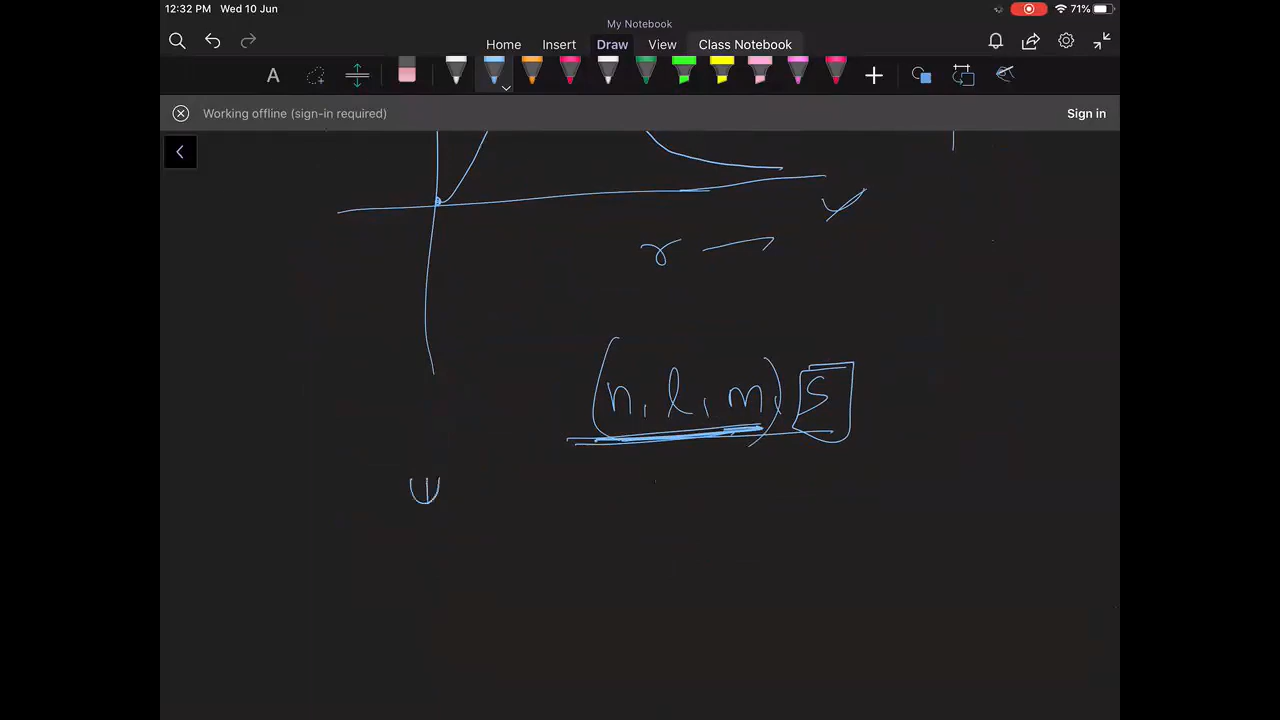 12:32 PM Wed 10 Jun
71%
My Notebook
Home Insert Draw View Class Notebook
A
Working offline (sign-in required) Sign in
r →
(n, l, m) s
ψ